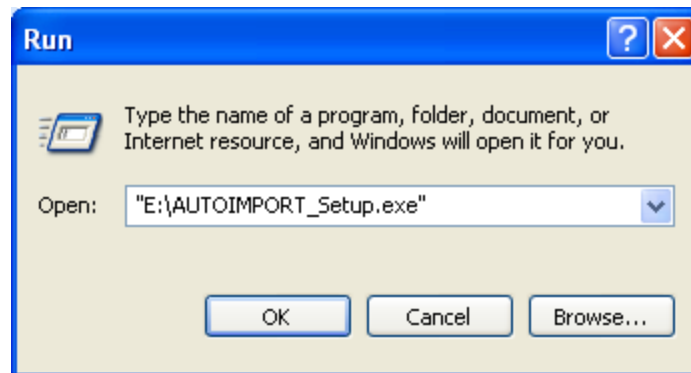 Run
Type the name of a program, folder, document, or
Internet resource, and Windows will open it for you.
Open: "E:\AUTOIMPORT_Setup.exe"
OK Cancel Browse...